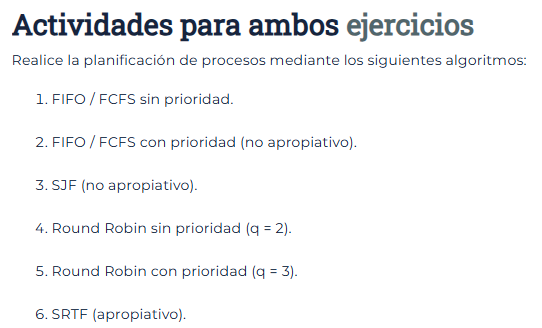 Actividades para ambos ejercicios
Realice la planificación de procesos mediante los siguientes algoritmos:
1. FIFO / FCFS sin prioridad.
2. FIFO / FCFS con prioridad (no apropiativo).
3. SJF (no apropiativo).
4. Round Robin sin prioridad (q = 2).
5. Round Robin con prioridad (q = 3).
6. SRTF (apropiativo).